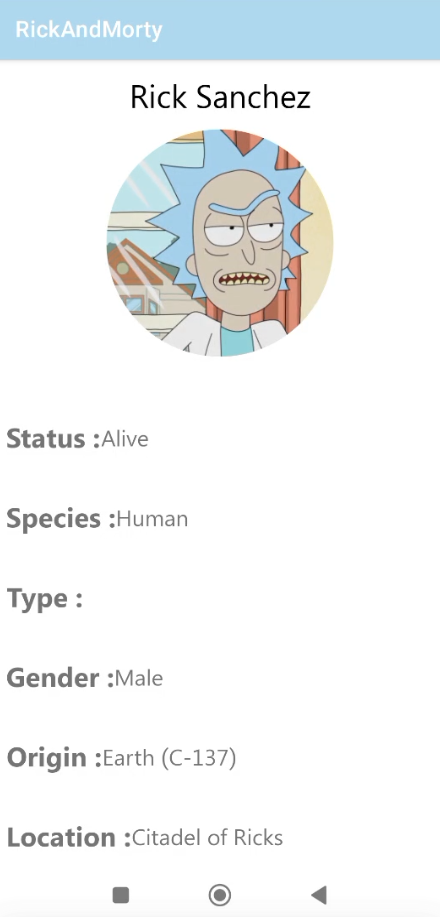 RickAndMorty
Rick Sanchez
Status :Alive
Species :Human
Type :
Gender :Male
Origin :Earth (C-137)
Location :Citadel of Ricks